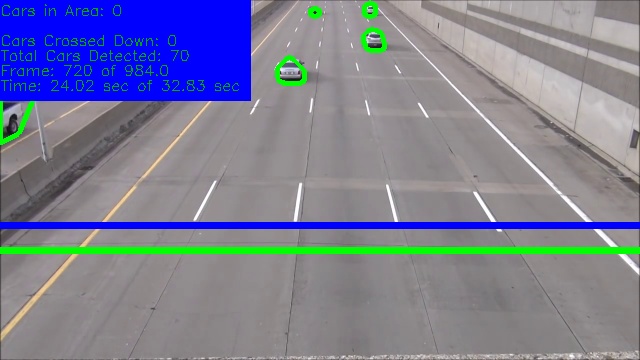 Cars in Area: 0
Cars Crossed Down: 0
Total Cars Detected: 70
Frame: 720 of 984.0
Time: 24.02 sec of 32.83 sec